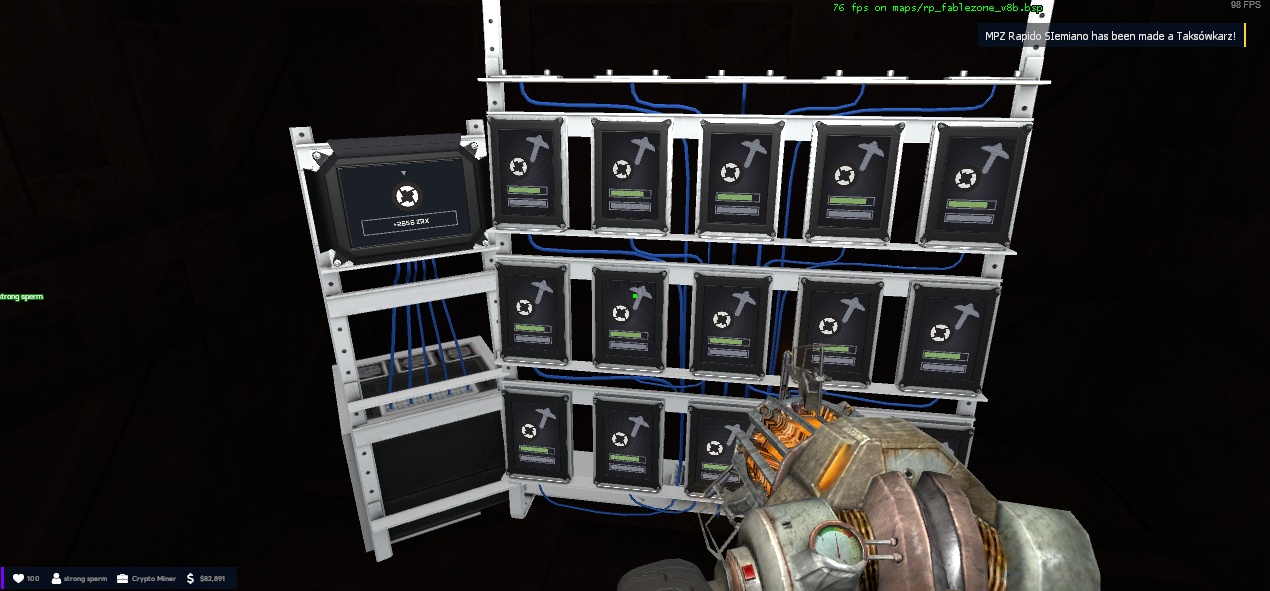 76 fps on maps/rp_fablezone_v8b.bsp
98 FPS
MPZ Rapido SIemiano has been made a Taksówkarz!
+2656 ZRX
strong sperm
100
strong sperm
Crypto Miner
$82,891